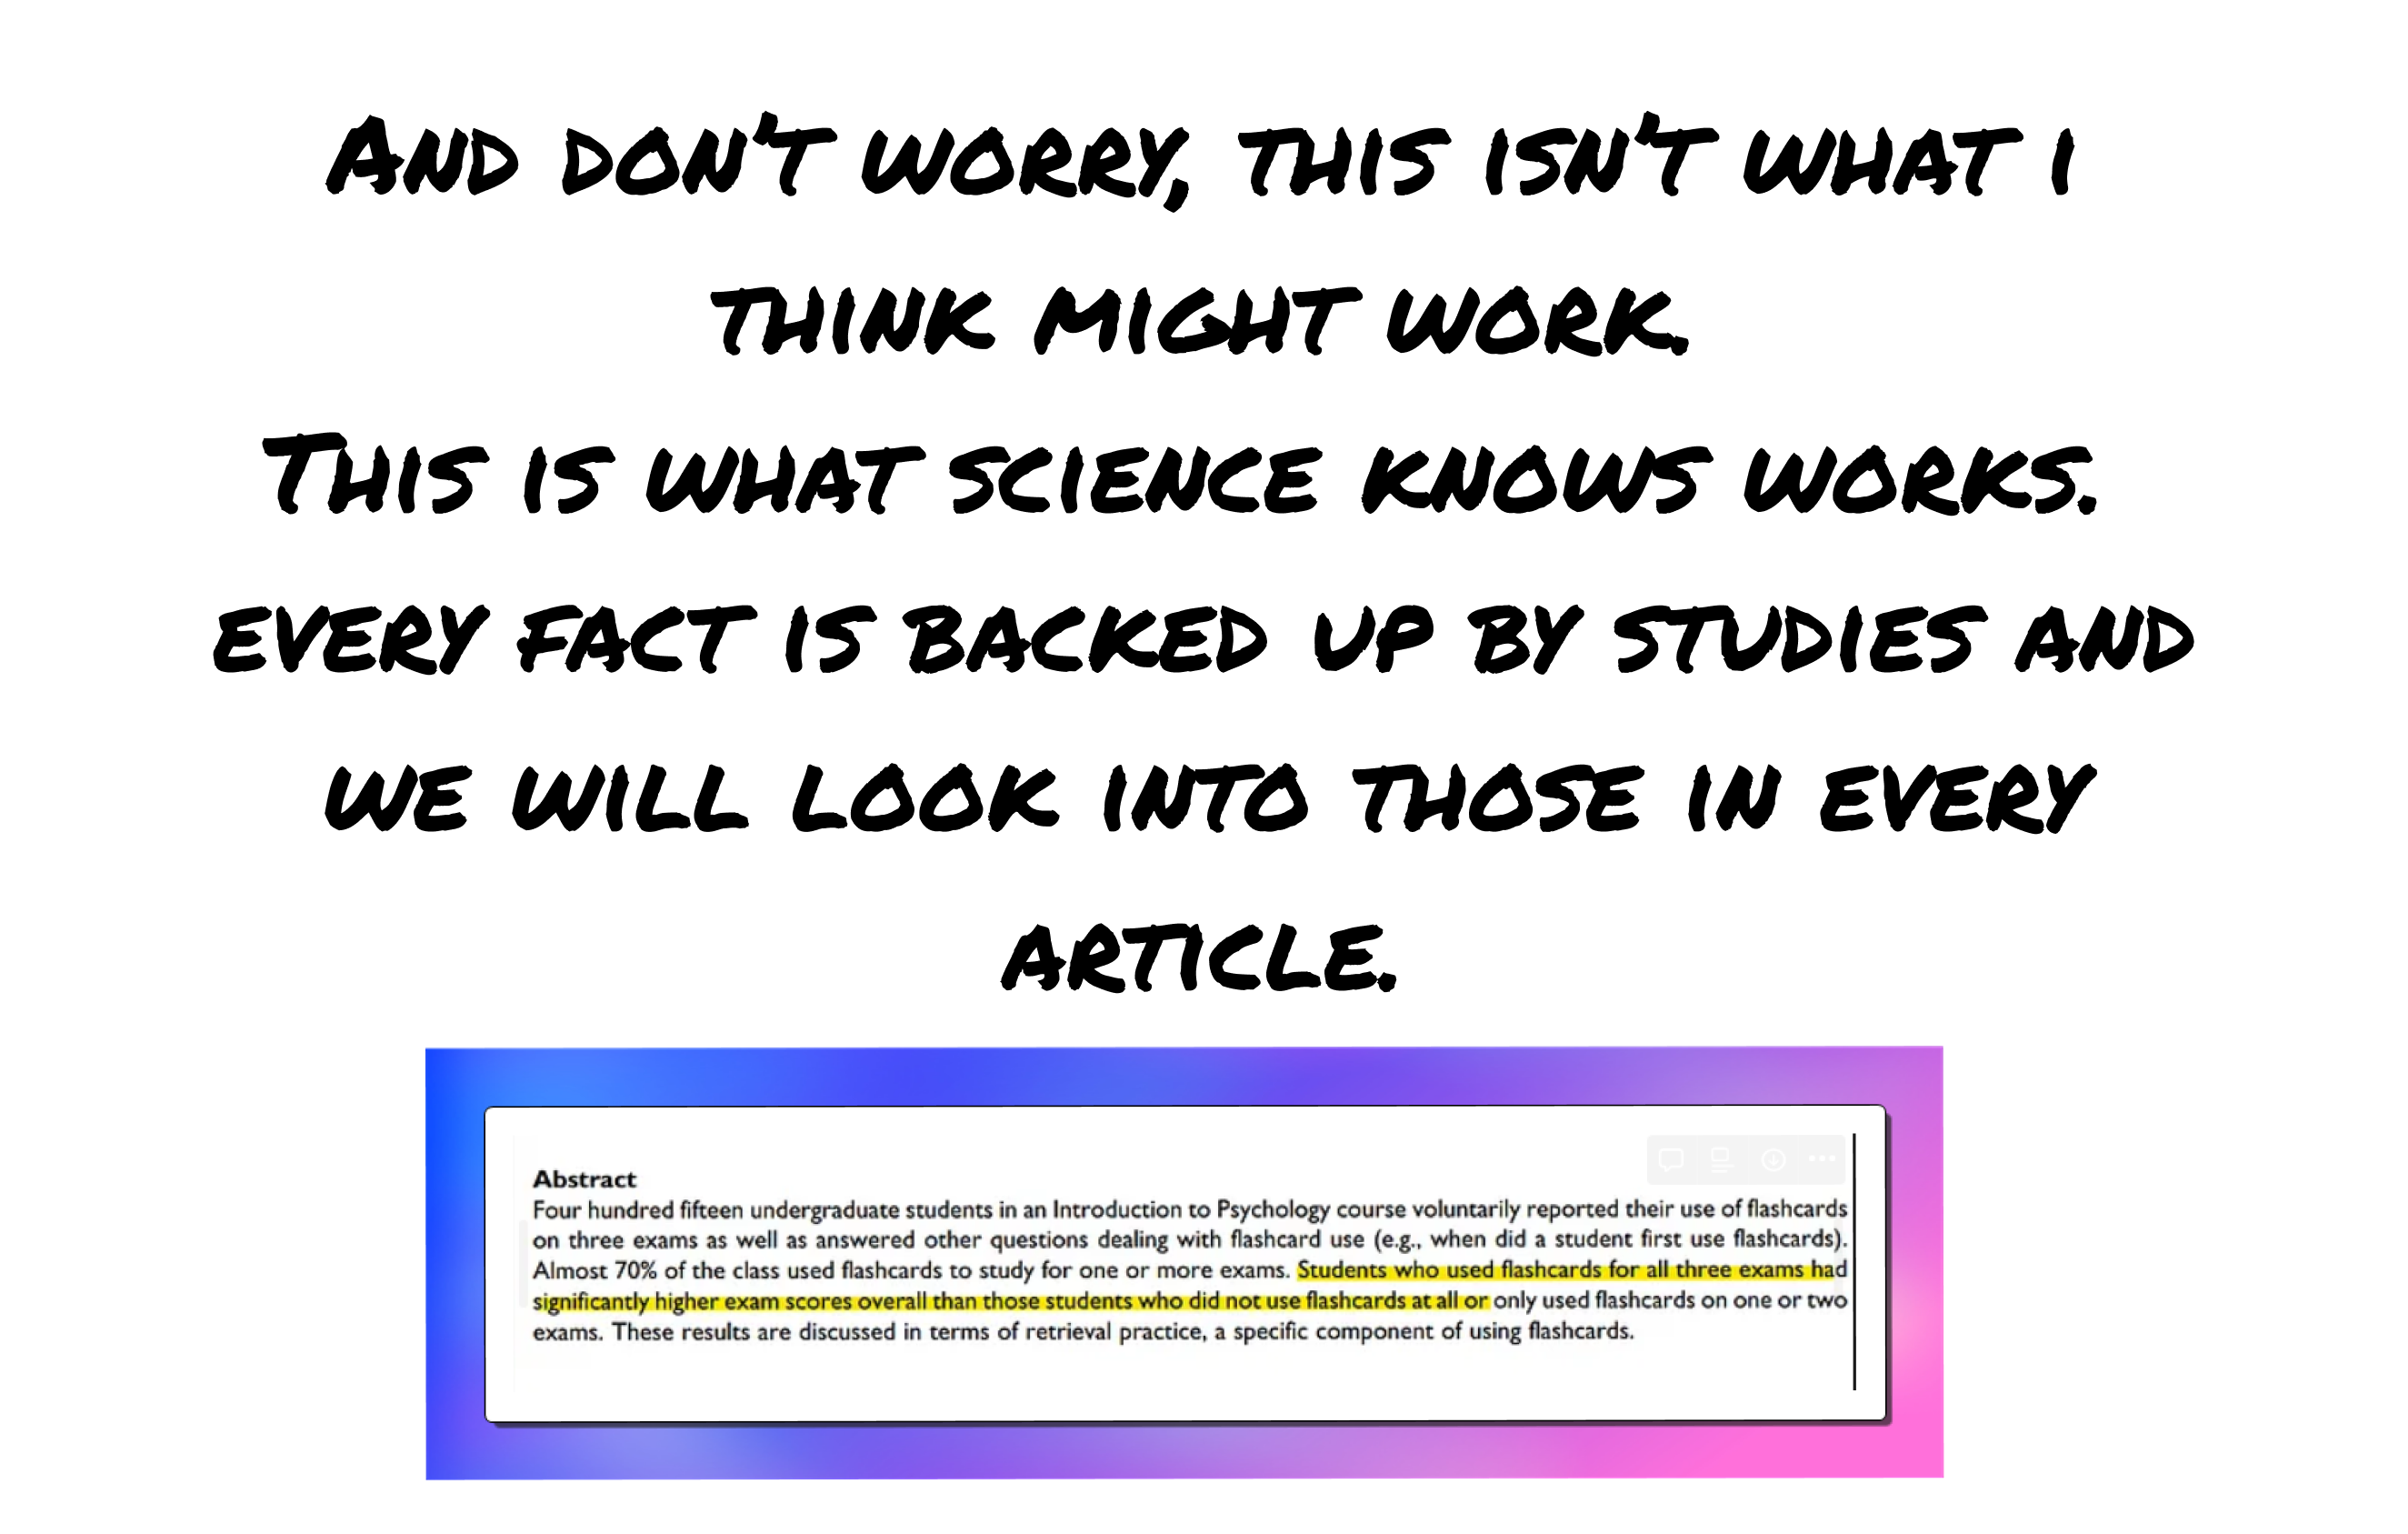 And don't worry, this isn't what i
think might work.
This is what science knows works.
every fact is backed up by studies and
we will look into those in every
article.
Abstract
Four hundred fifteen undergraduate students in an Introduction to Psychology course voluntarily reported their use of flashcards
on three exams as well as answered other questions dealing with flashcard use (e.g., when did a student first use flashcards).
Almost 70% of the class used flashcards to study for one or more exams. Students who used flashcards for all three exams had
significantly higher exam scores overall than those students who did not use flashcards at all or only used flashcards on one or two
exams. These results are discussed in terms of retrieval practice, a specific component of using flashcards.